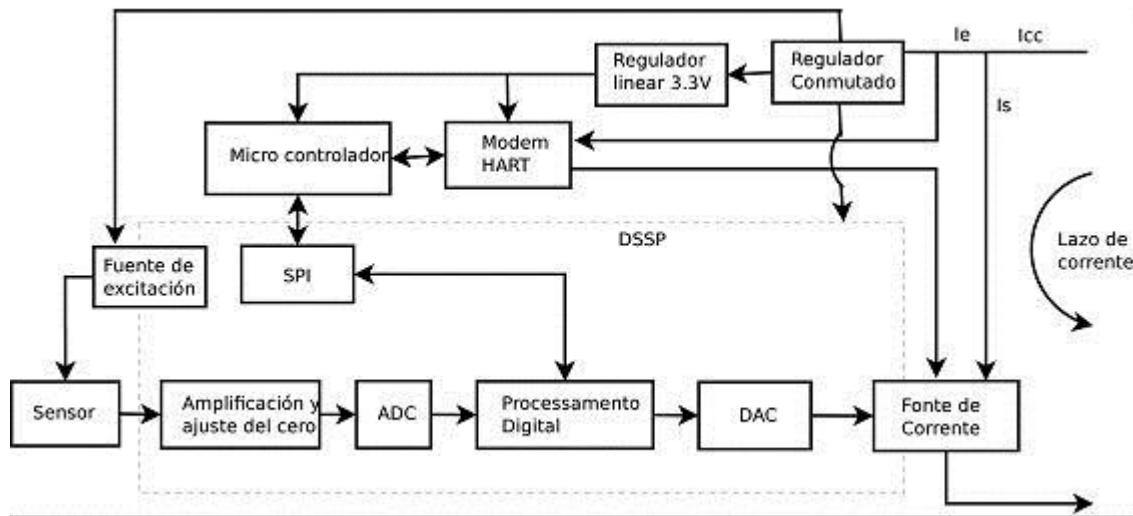 Ie
Icc
Regulador
linear 3.3V
Regulador
Conmutado
Is
Micro controlador
Modem
HART
DSSP
Lazo de
corriente
Fuente de
excitación
SPI
Sensor
Amplificación y
ajuste del cero
ADC
Processamento
Digital
DAC
Fonte de
Corrente